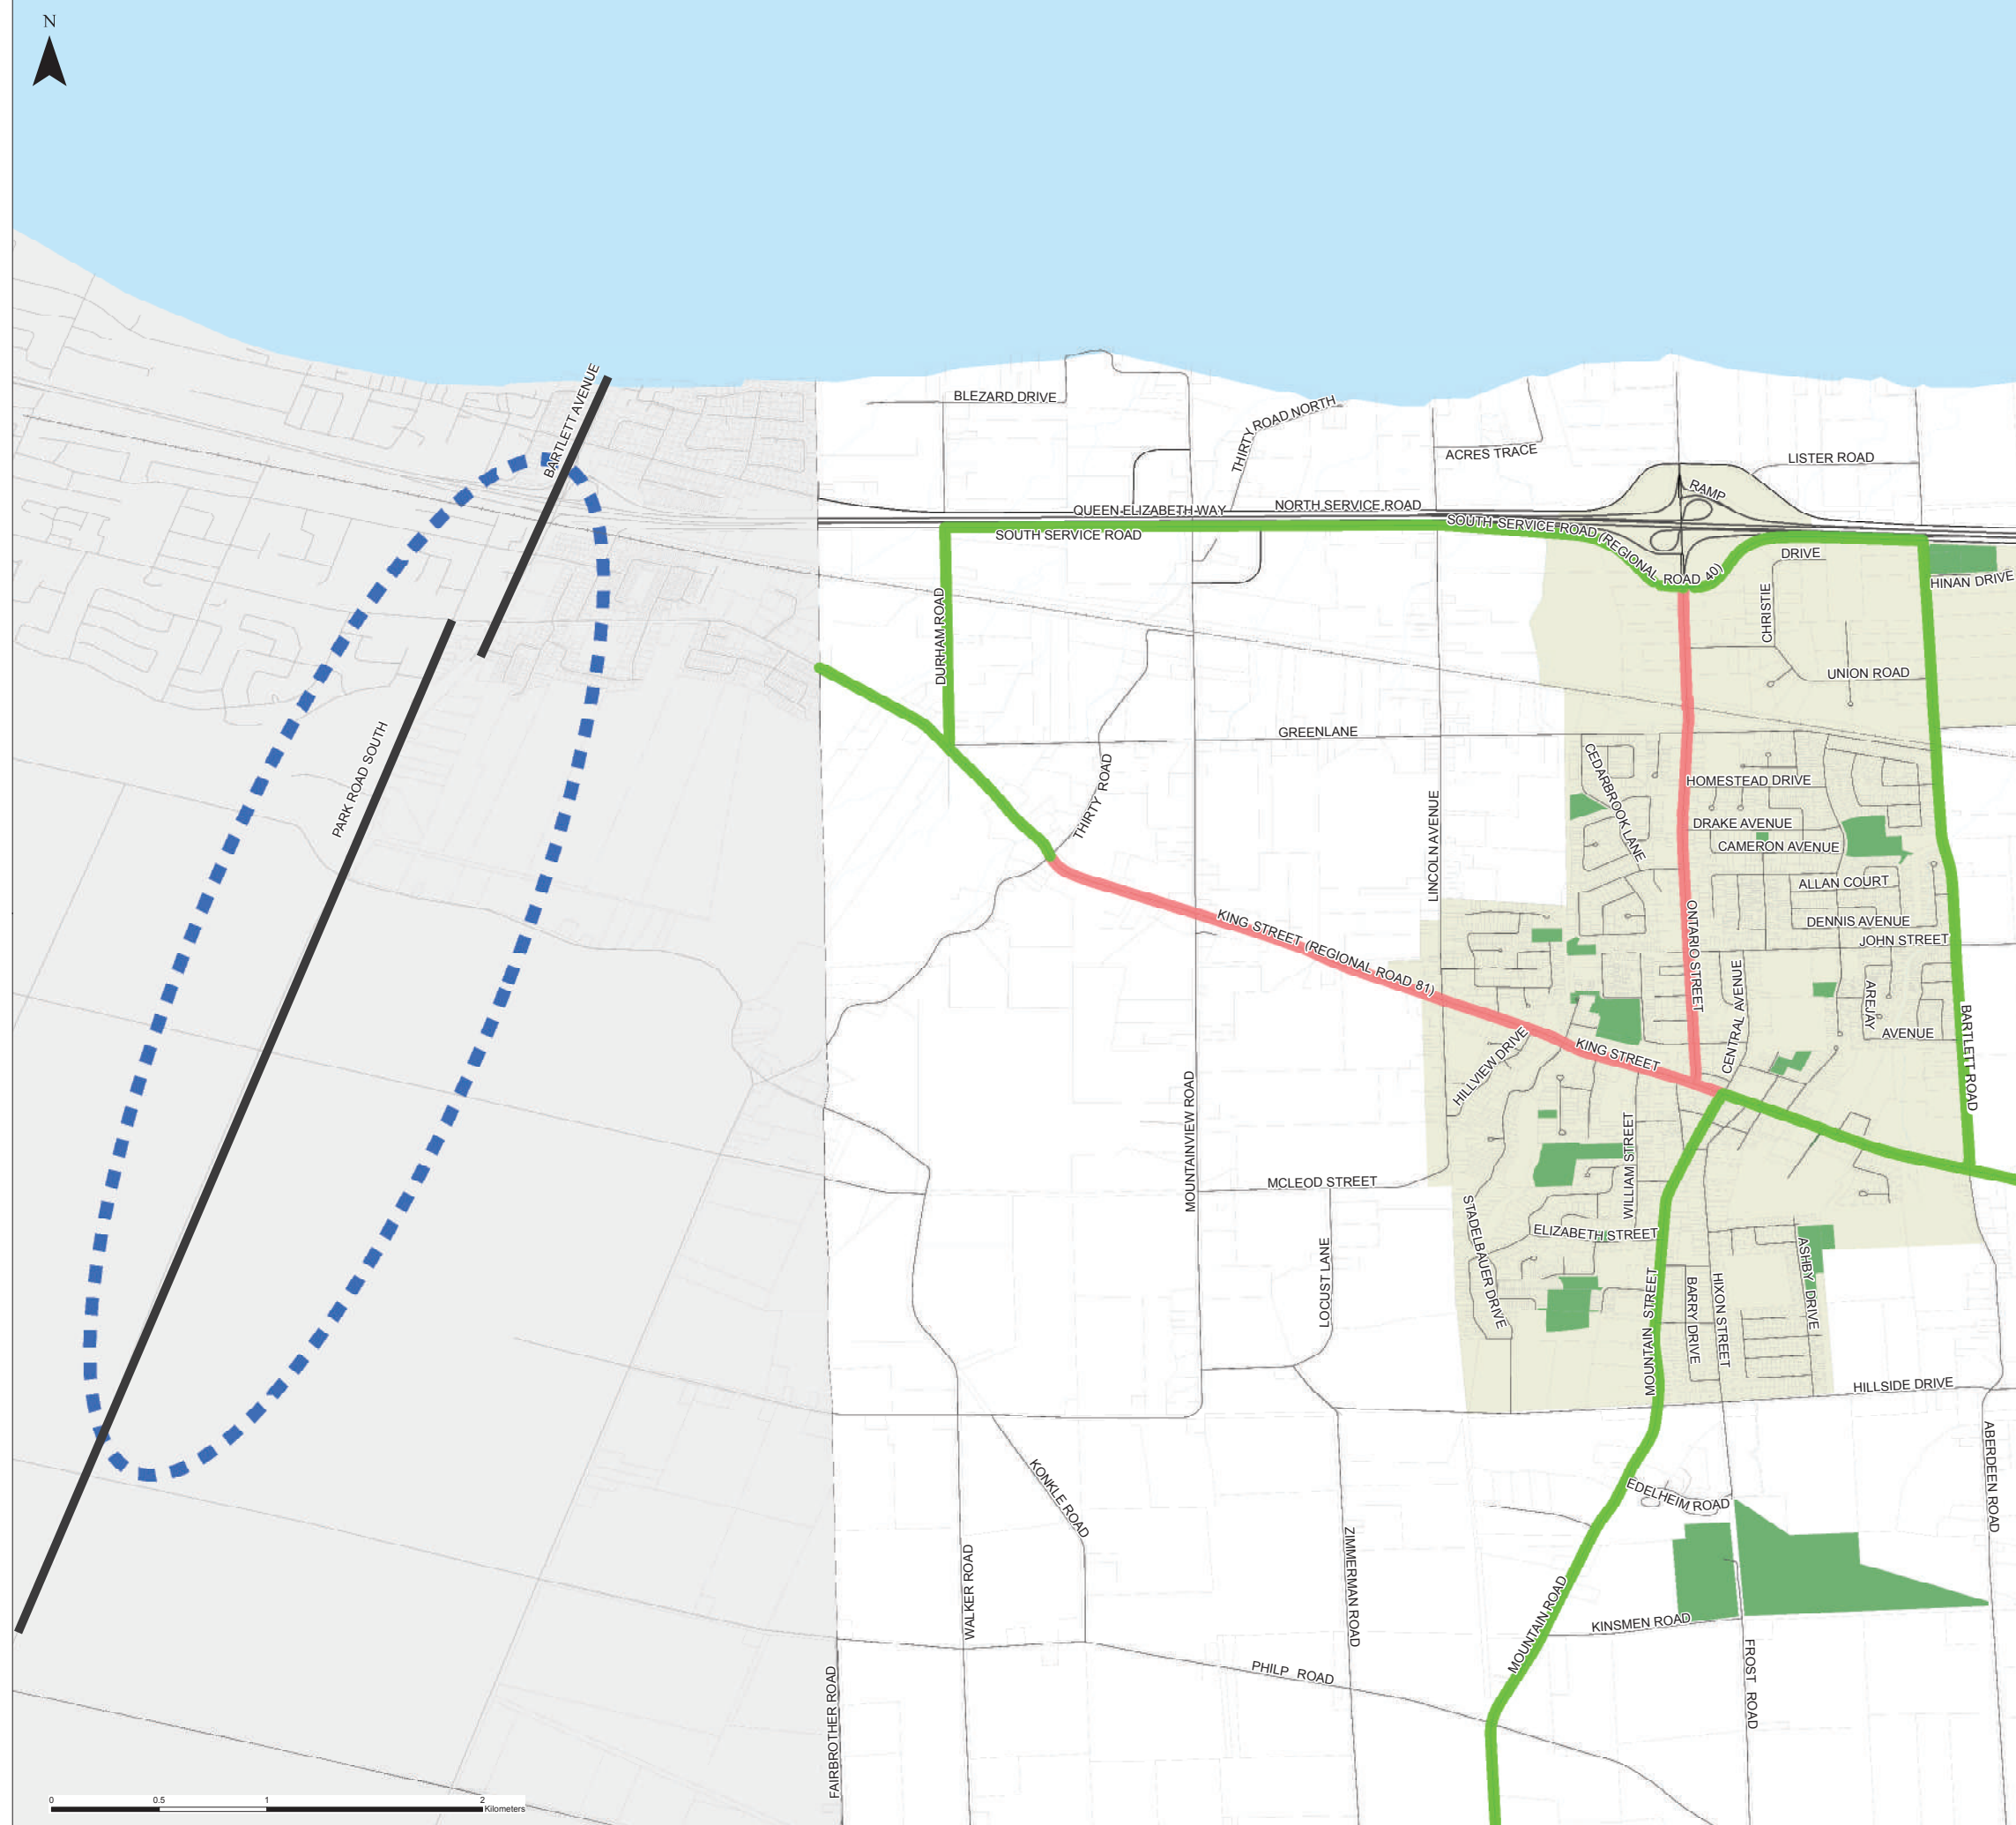 N
BARTLETT AVENUE
BLEZARD DRIVE
THIRTY ROAD NORTH
ACRES TRACE
LISTER ROAD
RAMP
QUEEN ELIZABETH WAY
NORTH SERVICE ROAD
SOUTH SERVICE ROAD
SOUTH SERVICE ROAD (REGIONAL ROAD 40)
DRIVE
CHRISTIE
HINAN DRIVE
DURHAM ROAD
UNION ROAD
PARK ROAD SOUTH
GREENLANE
THIRTY ROAD
LINCOLN AVENUE
CEDARBROOK LANE
HOMESTEAD DRIVE
DRAKE AVENUE
CAMERON AVENUE
ALLAN COURT
DENNIS AVENUE
JOHN STREET
KING STREET (REGIONAL ROAD 81)
ONTARIO STREET
CENTRAL AVENUE
AREJAY
AVENUE
BARTLETT ROAD
HILLVIEW DRIVE
KING STREET
MOUNTAINVIEW ROAD
MCLEOD STREET
WILLIAM STREET
STADELBAUER DRIVE
ELIZABETH STREET
LOCUST LANE
MOUNTAIN STREET
BARRY DRIVE
HIXON STREET
ASHBY DRIVE
HILLSIDE DRIVE
ABERDEEN ROAD
KONKLE ROAD
EDELHEIM ROAD
WALKER ROAD
ZIMMERMAN ROAD
MOUNTAIN ROAD
KINSMEN ROAD
FROST ROAD
PHILP ROAD
FAIRBROTHER ROAD
0 0.5 1 2
Kilometers